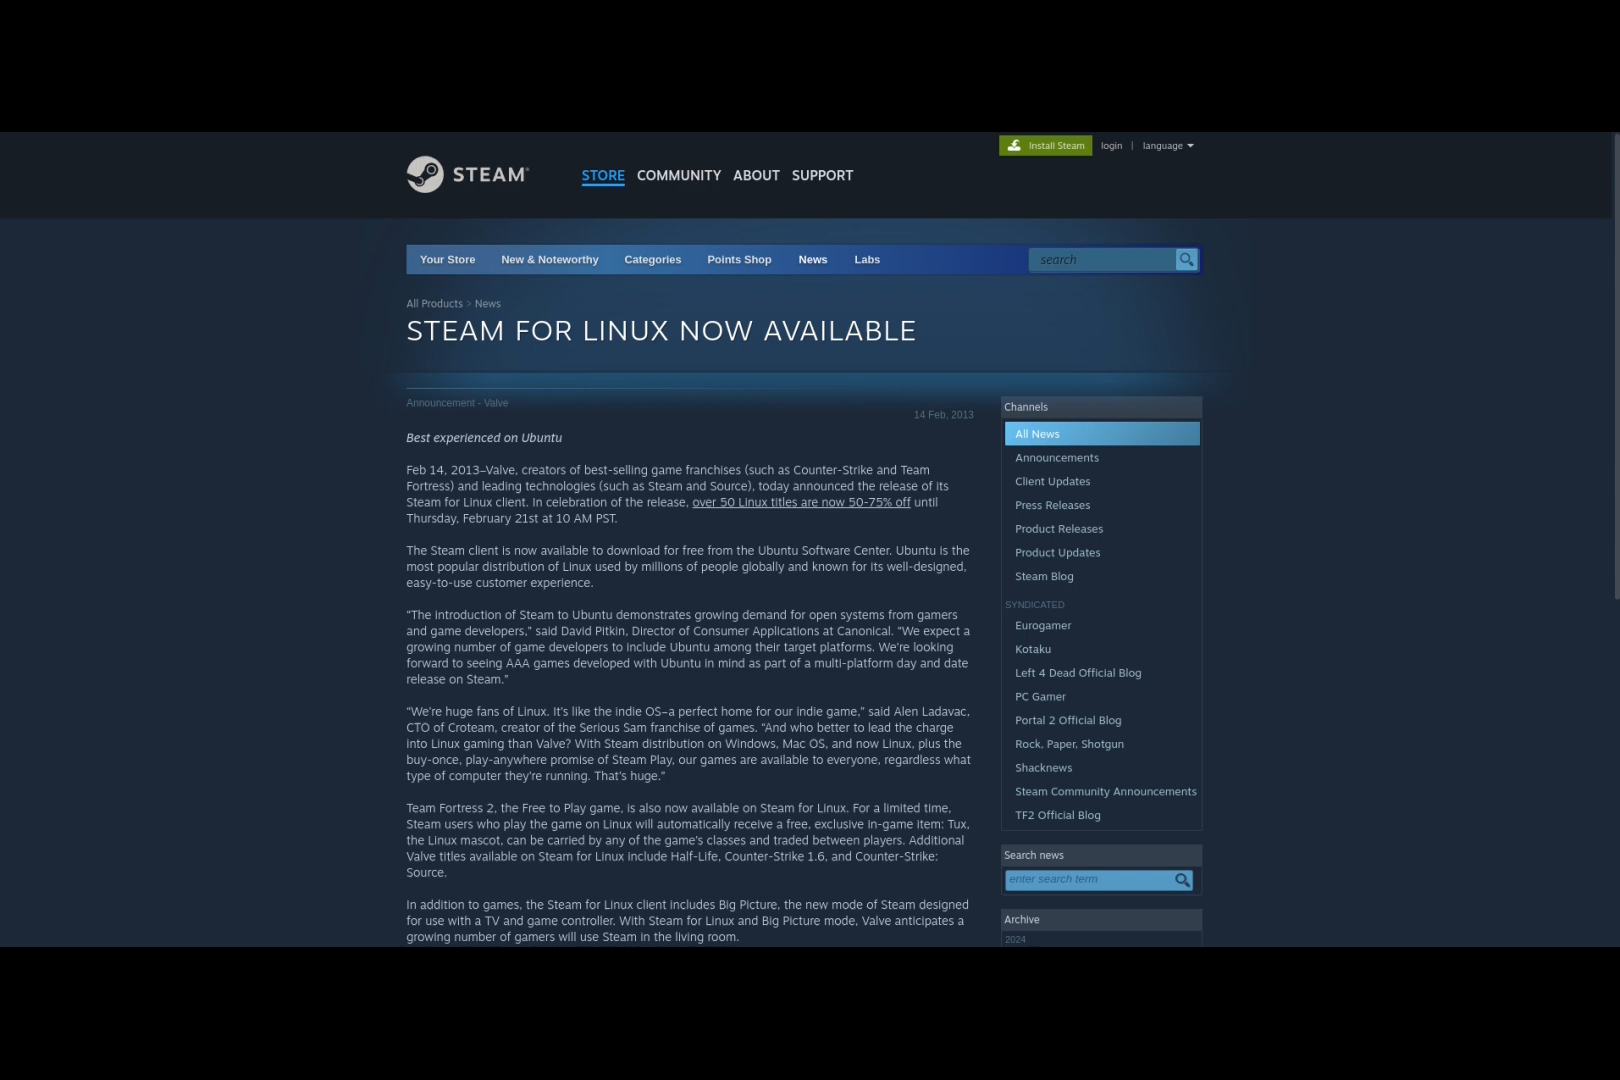 Install Steam login | language
STEAM
STORE COMMUNITY ABOUT SUPPORT
Your Store New & Noteworthy Categories Points Shop News Labs search
All Products > News
STEAM FOR LINUX NOW AVAILABLE
Announcement - Valve
14 Feb, 2013
Best experienced on Ubuntu
Feb 14, 2013–Valve, creators of best-selling game franchises (such as Counter-Strike and Team
Fortress) and leading technologies (such as Steam and Source), today announced the release of its
Steam for Linux client. In celebration of the release, over 50 Linux titles are now 50-75% off until
Thursday, February 21st at 10 AM PST.
The Steam client is now available to download for free from the Ubuntu Software Center. Ubuntu is the
most popular distribution of Linux used by millions of people globally and known for its well-designed,
easy-to-use customer experience.
“The introduction of Steam to Ubuntu demonstrates growing demand for open systems from gamers
and game developers,” said David Pitkin, Director of Consumer Applications at Canonical. “We expect a
growing number of game developers to include Ubuntu among their target platforms. We’re looking
forward to seeing AAA games developed with Ubuntu in mind as part of a multi-platform day and date
release on Steam.”
“We’re huge fans of Linux. It’s like the indie OS–a perfect home for our indie game,” said Alen Ladavac,
CTO of Croteam, creator of the Serious Sam franchise of games. “And who better to lead the charge
into Linux gaming than Valve? With Steam distribution on Windows, Mac OS, and now Linux, plus the
buy-once, play-anywhere promise of Steam Play, our games are available to everyone, regardless what
type of computer they’re running. That’s huge.”
Team Fortress 2, the Free to Play game, is also now available on Steam for Linux. For a limited time,
Steam users who play the game on Linux will automatically receive a free, exclusive in-game item: Tux,
the Linux mascot, can be carried by any of the game’s classes and traded between players. Additional
Valve titles available on Steam for Linux include Half-Life, Counter-Strike 1.6, and Counter-Strike:
Source.
In addition to games, the Steam for Linux client includes Big Picture, the new mode of Steam designed
for use with a TV and game controller. With Steam for Linux and Big Picture mode, Valve anticipates a
growing number of gamers will use Steam in the living room.
Channels
All News
Announcements
Client Updates
Press Releases
Product Releases
Product Updates
Steam Blog
SYNDICATED
Eurogamer
Kotaku
Left 4 Dead Official Blog
PC Gamer
Portal 2 Official Blog
Rock, Paper, Shotgun
Shacknews
Steam Community Announcements
TF2 Official Blog
Search news
enter search term
Archive
2024